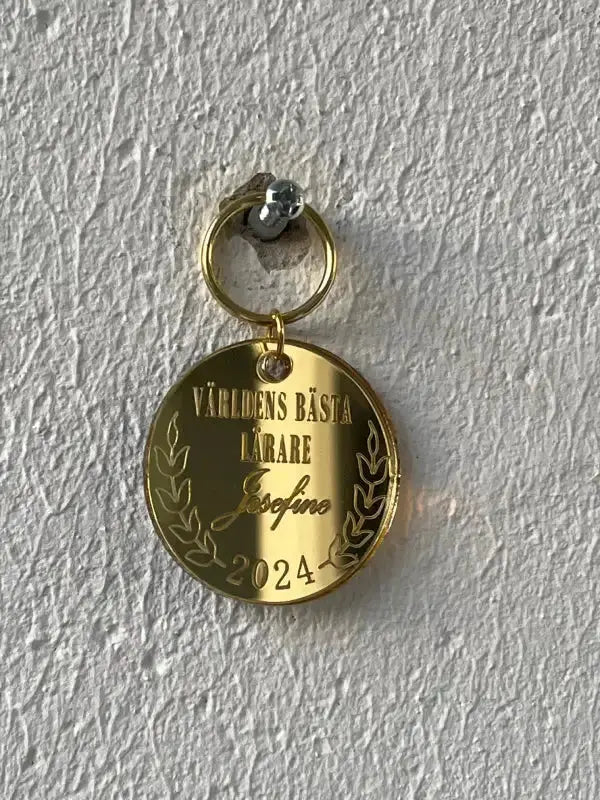 VÄRLDENS BÄSTA
LÄRARE
Josefine
2024